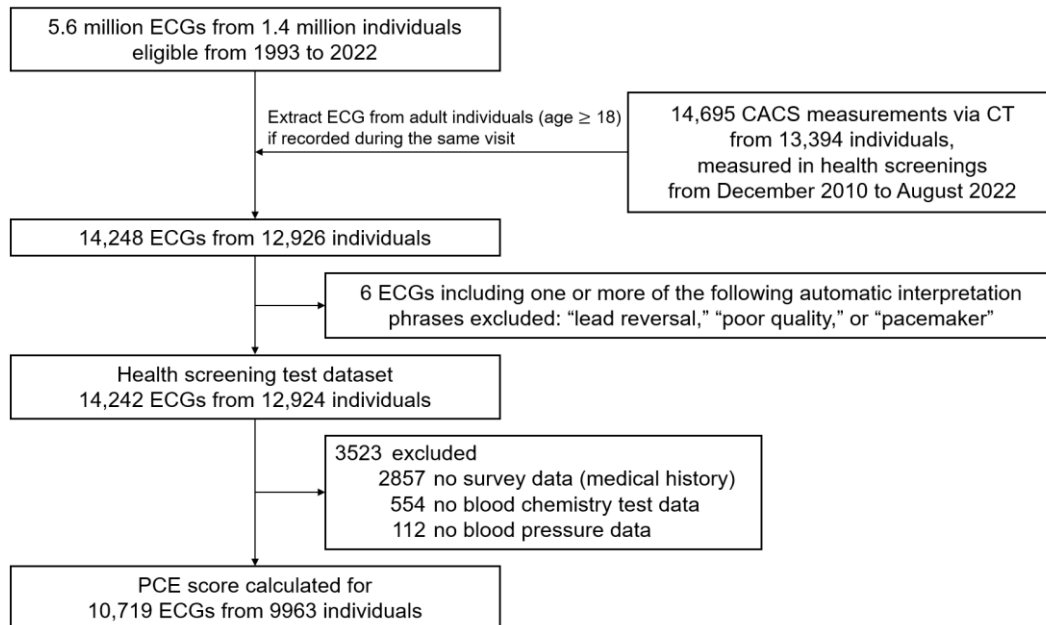 5.6 million ECGs from 1.4 million individuals
eligible from 1993 to 2022
Extract ECG from adult individuals (age ≥ 18)
if recorded during the same visit
14,695 CACS measurements via CT
from 13,394 individuals,
measured in health screenings
from December 2010 to August 2022
14,248 ECGs from 12,926 individuals
6 ECGs including one or more of the following automatic interpretation
phrases excluded: “lead reversal,” “poor quality,” or “pacemaker”
Health screening test dataset
14,242 ECGs from 12,924 individuals
3523 excluded
2857 no survey data (medical history)
554 no blood chemistry test data
112 no blood pressure data
PCE score calculated for
10,719 ECGs from 9963 individuals